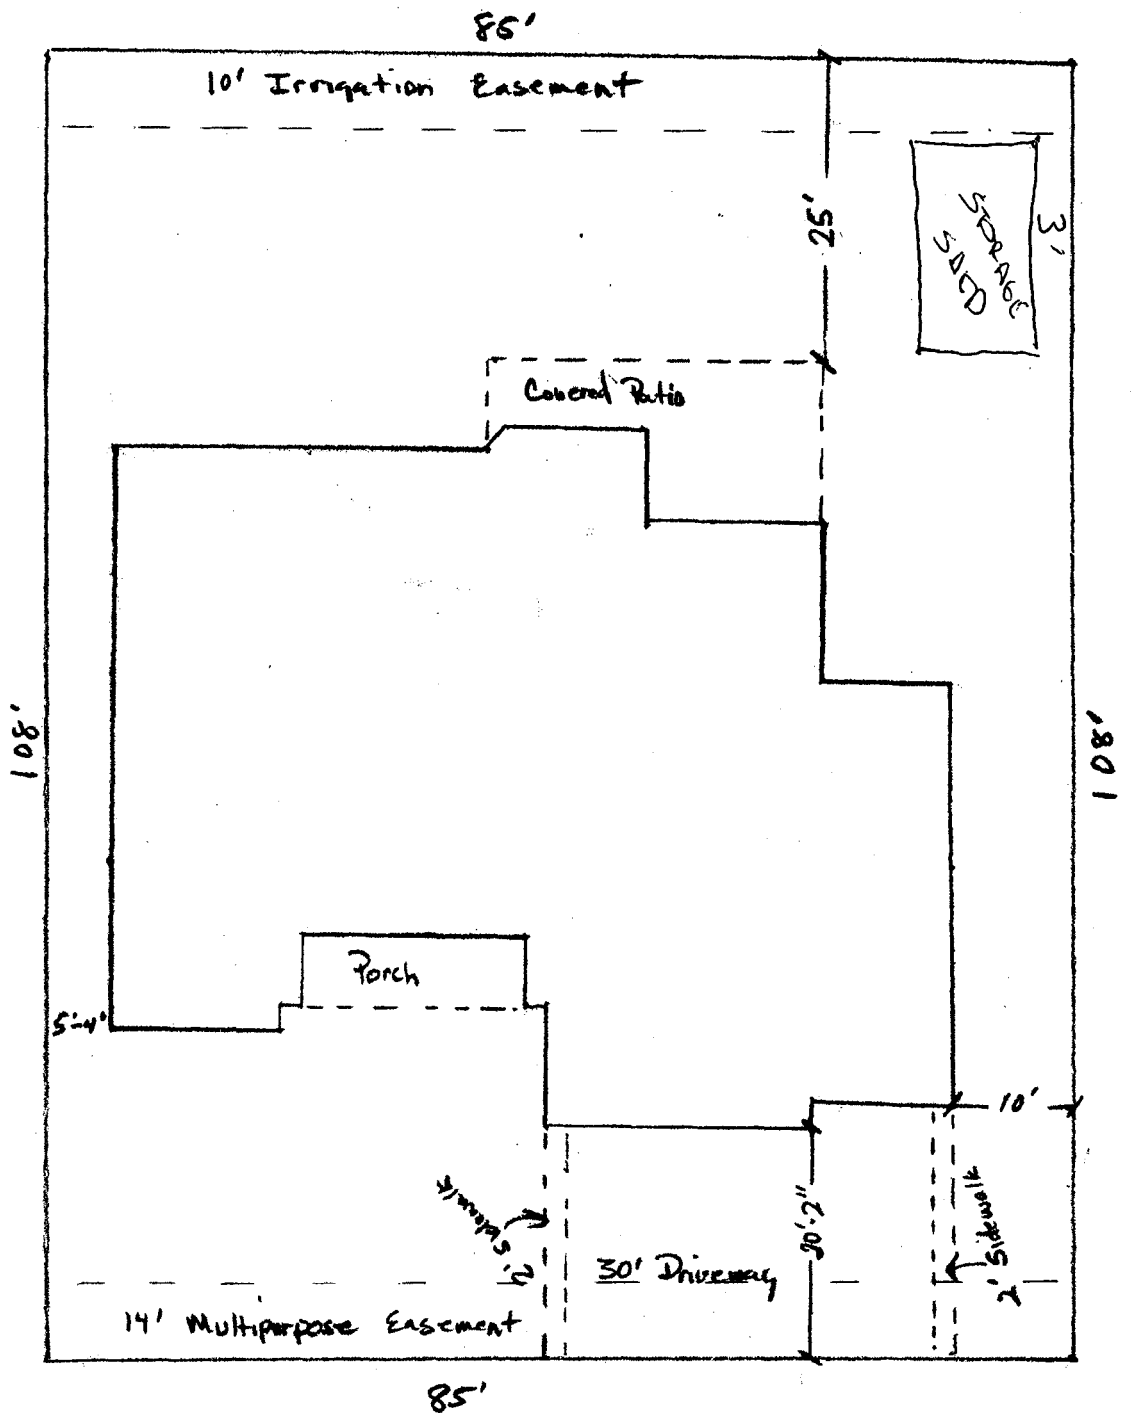 85'
10' Irrigation Easement
25'
3'
STORAGE
SHED
Covered Patio
108'
108'
Porch
5'-4"
10'
2' Sidewalk
20'-2"
2' Sidewalk
30' Driveway
14' Multipurpose Easement
85'